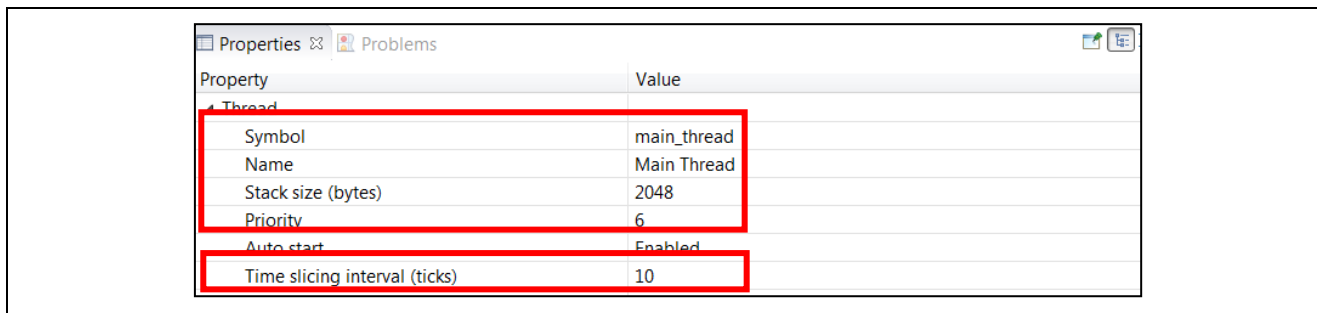 Properties Problems
Property Value
Thread
Symbol main_thread
Name Main Thread
Stack size (bytes) 2048
Priority 6
Auto start Enabled
Time slicing interval (ticks) 10